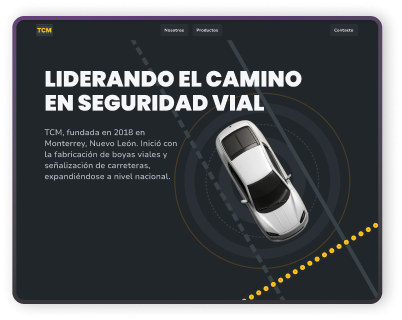 TCM
Nosotros
Productos
Contacto
LIDERANDO EL CAMINO
EN SEGURIDAD VIAL
TCM, fundada en 2018 en
Monterrey, Nuevo León. Inició con
la fabricación de boyas viales y
señalización de carreteras,
expandiéndose a nivel nacional.